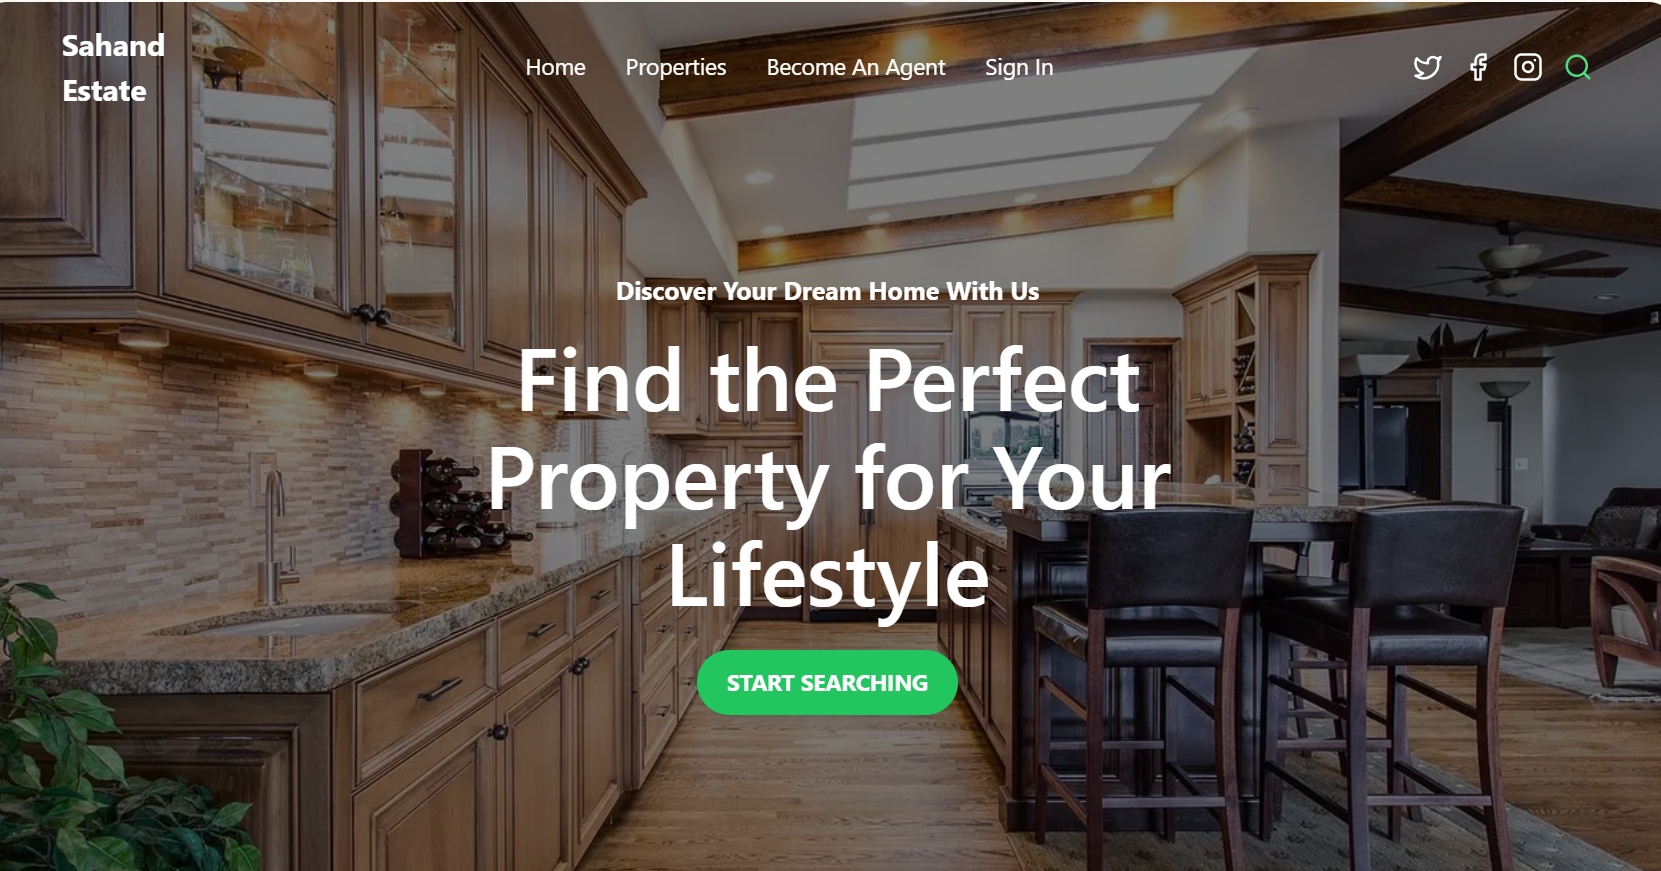 Sahand
Estate
Home
Properties
Become An Agent
Sign In
Discover Your Dream Home With Us
Find the Perfect
Property for Your
Lifestyle
START SEARCHING